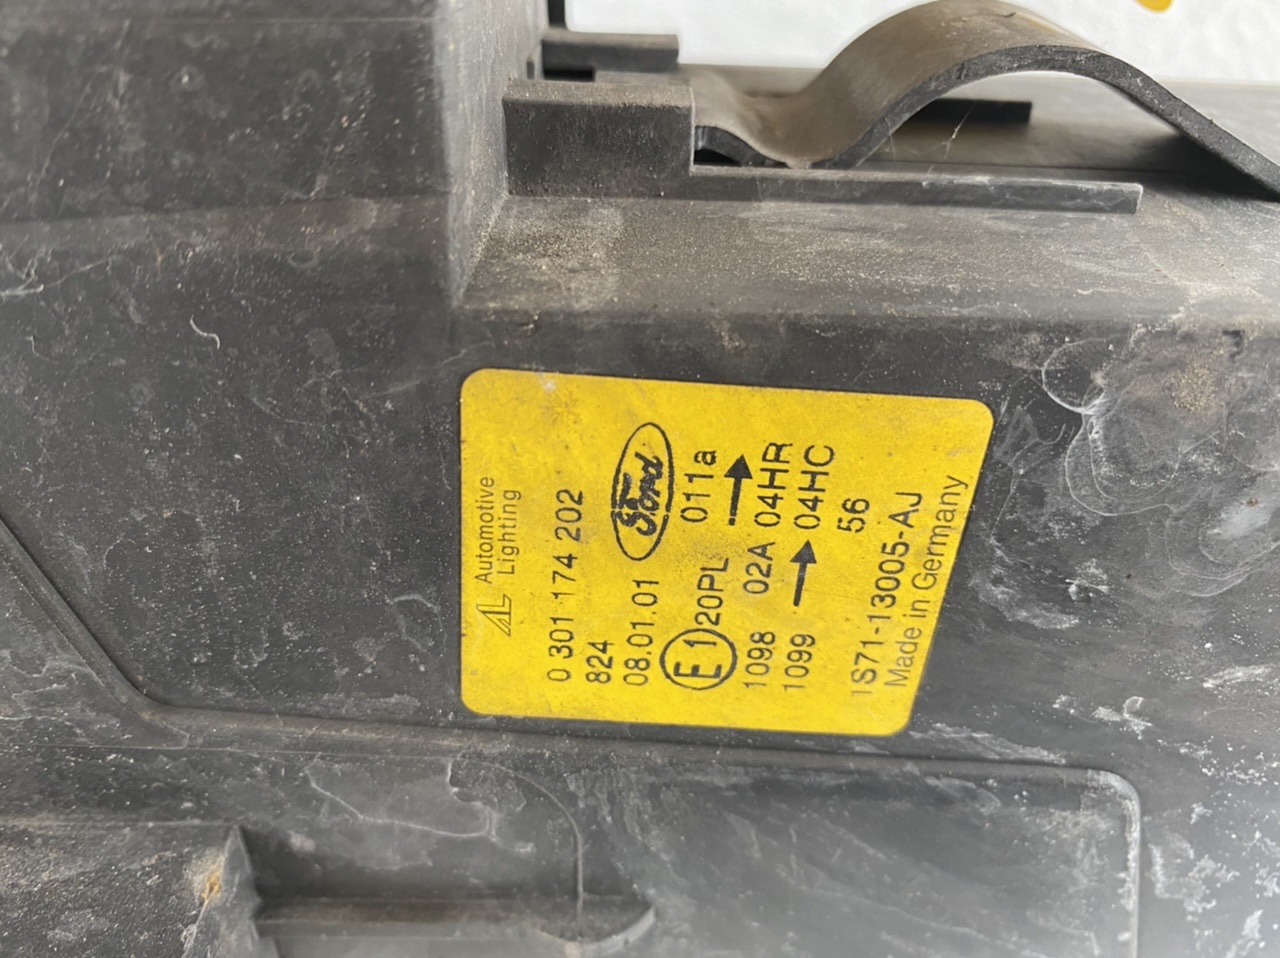 AL Automotive
Lighting
0 301 174 202
824
08.01.01
Ford
E1 20PL 011a
1098 02A → 04HR
1099 → 04HC
56
1S71-13005-AJ
Made in Germany